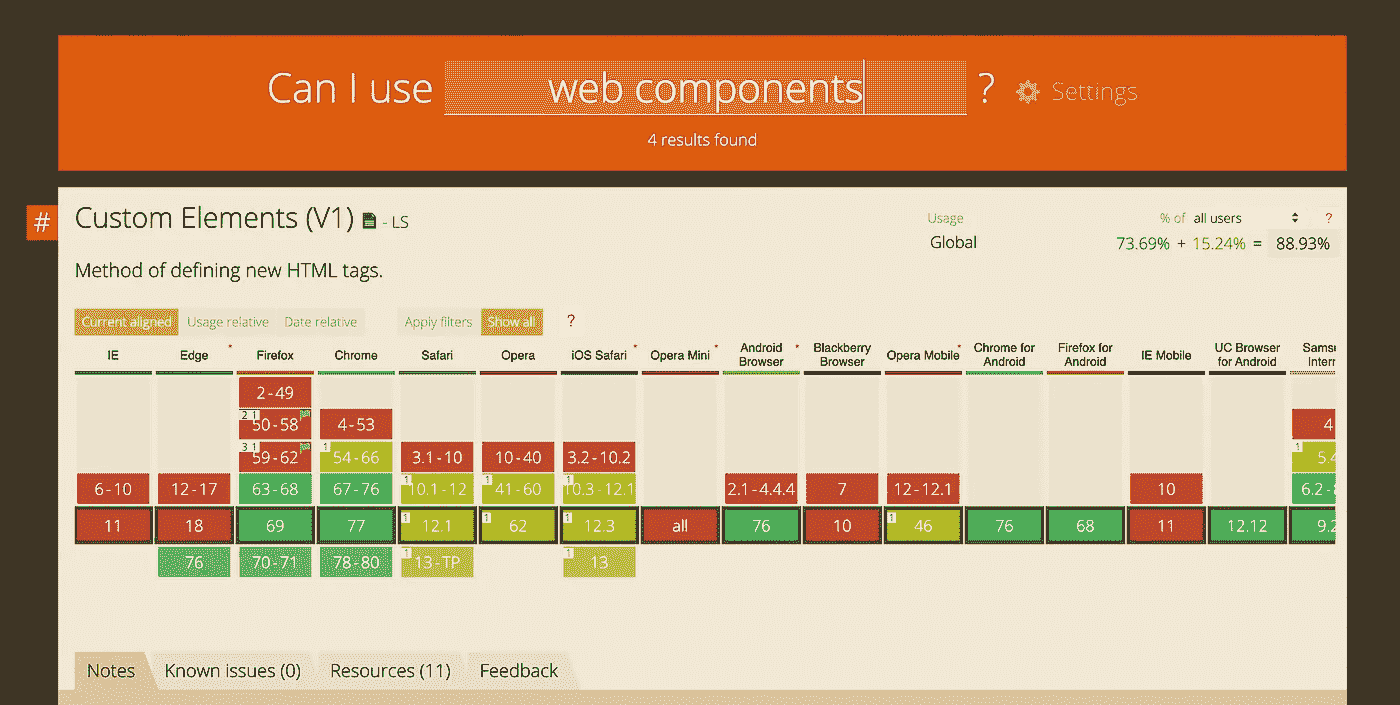 Can I use web components ? Settings
4 results found
# Custom Elements (V1) - LS
Usage % of all users ?
Global 73.69% + 15.24% = 88.93%
Method of defining new HTML tags.
Current aligned Usage relative Date relative Apply filters Show all ?
IE Edge * Firefox Chrome Safari Opera iOS Safari * Opera Mini * Android Browser * Blackberry Browser Opera Mobile * Chrome for Android Firefox for Android IE Mobile UC Browser for Android
2-49
2 1 50-58 4-53 4
3 1 59-62 1 54-66 3.1-10 10-40 3.2-10.2 1
6-10 12-17 63-68 67-76 1 10.1-12 1 41-60 1 10.3-12.1 2.1-4.4.4 7 12-12.1 10
11 18 69 77 1 12.1 1 62 1 12.3 all 76 10 1 46 76 68 11 12.12
76 70-71 78-80 1 13-TP 1 13
Notes Known issues (0) Resources (11) Feedback